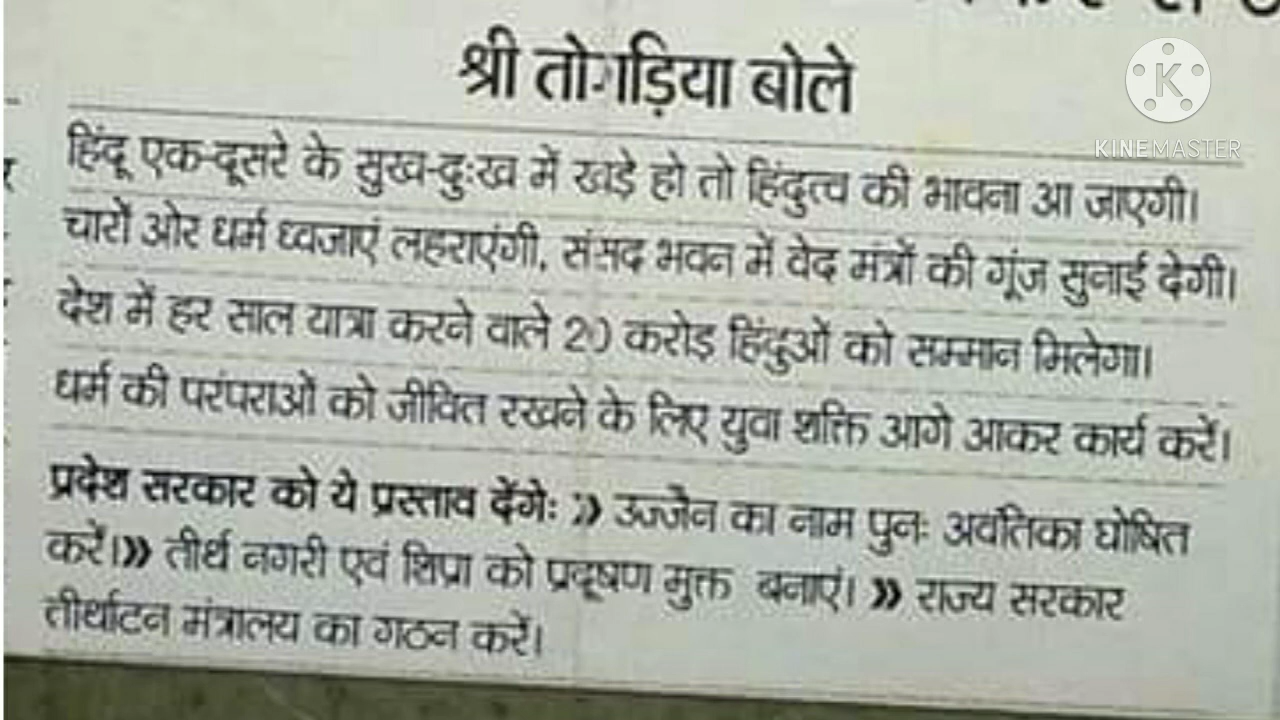 श्री तोगड़िया बोले
KINEMASTER
हिंदू एक-दूसरे के सुख-दुःख में खड़े हो तो हिंदुत्व की भावना आ जाएगी।
चारों ओर धर्म ध्वजाएं लहराएंगी, संसद भवन में वेद मंत्रों की गूंज सुनाई देगी।
देश में हर साल यात्रा करने वाले 20 करोड़ हिंदुओं को सम्मान मिलेगा।
धर्म की परंपराओं को जीवित रखने के लिए युवा शक्ति आगे आकर कार्य करें।
प्रदेश सरकार को ये प्रस्ताव देंगेः » उज्जैन का नाम पुनः अवंतिका घोषित
करें।» तीर्थ नगरी एवं शिप्रा को प्रदूषण मुक्त बनाएं। » राज्य सरकार
तीर्थाटन मंत्रालय का गठन करें।